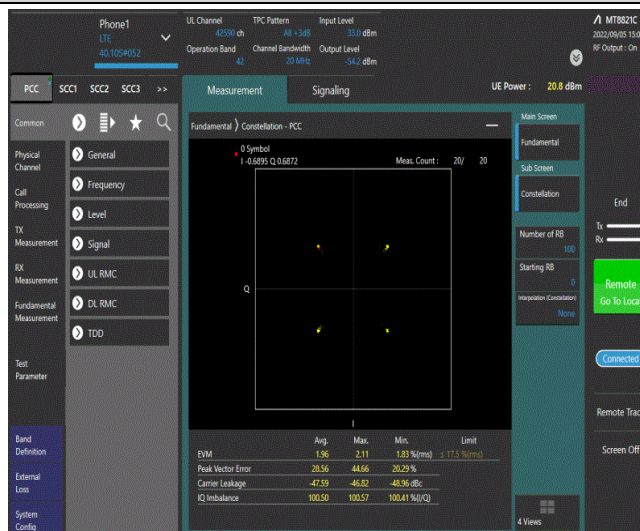 Phone1
LTE
40.105#052
UL Channel
42590 ch
TPC Pattern
All +3dB
Input Level
33.0 dBm
Operation Band
42
Channel Bandwidth
20 MHz
Output Level
-54.2 dBm
MT8821C
2022/09/05 15:0
RF Output : On
PCC
SCC1
SCC2
SCC3
>>
Measurement
Signaling
UE Power : 20.8 dBm
Common
Physical
Channel
Call
Processing
TX
Measurement
RX
Measurement
Fundamental
Measurement
Test
Parameter
Band
Definition
External
Loss
System
Config
General
Frequency
Level
Signal
UL RMC
DL RMC
TDD
Fundamental ⟩ Constellation - PCC
0 Symbol
I -0.6895 Q 0.6872
Meas. Count : 20/ 20
Q
I
Avg. Max. Min. Limit
EVM 1.96 2.11 1.83 %(rms) ≤ 17.5 %(rms)
Peak Vector Error 28.56 44.66 20.29 %
Carrier Leakage -47.59 -46.82 -48.96 dBc
IQ Imbalance 100.50 100.57 100.41 %(I/Q)
Main Screen
Fundamental
Sub Screen
Constellation
Number of RB
100
Starting RB
0
Interpolation (Constellation)
None
4 Views
End
Tx
Rx
Remote
Go To Loca
Connected
Remote Trac
Screen Off